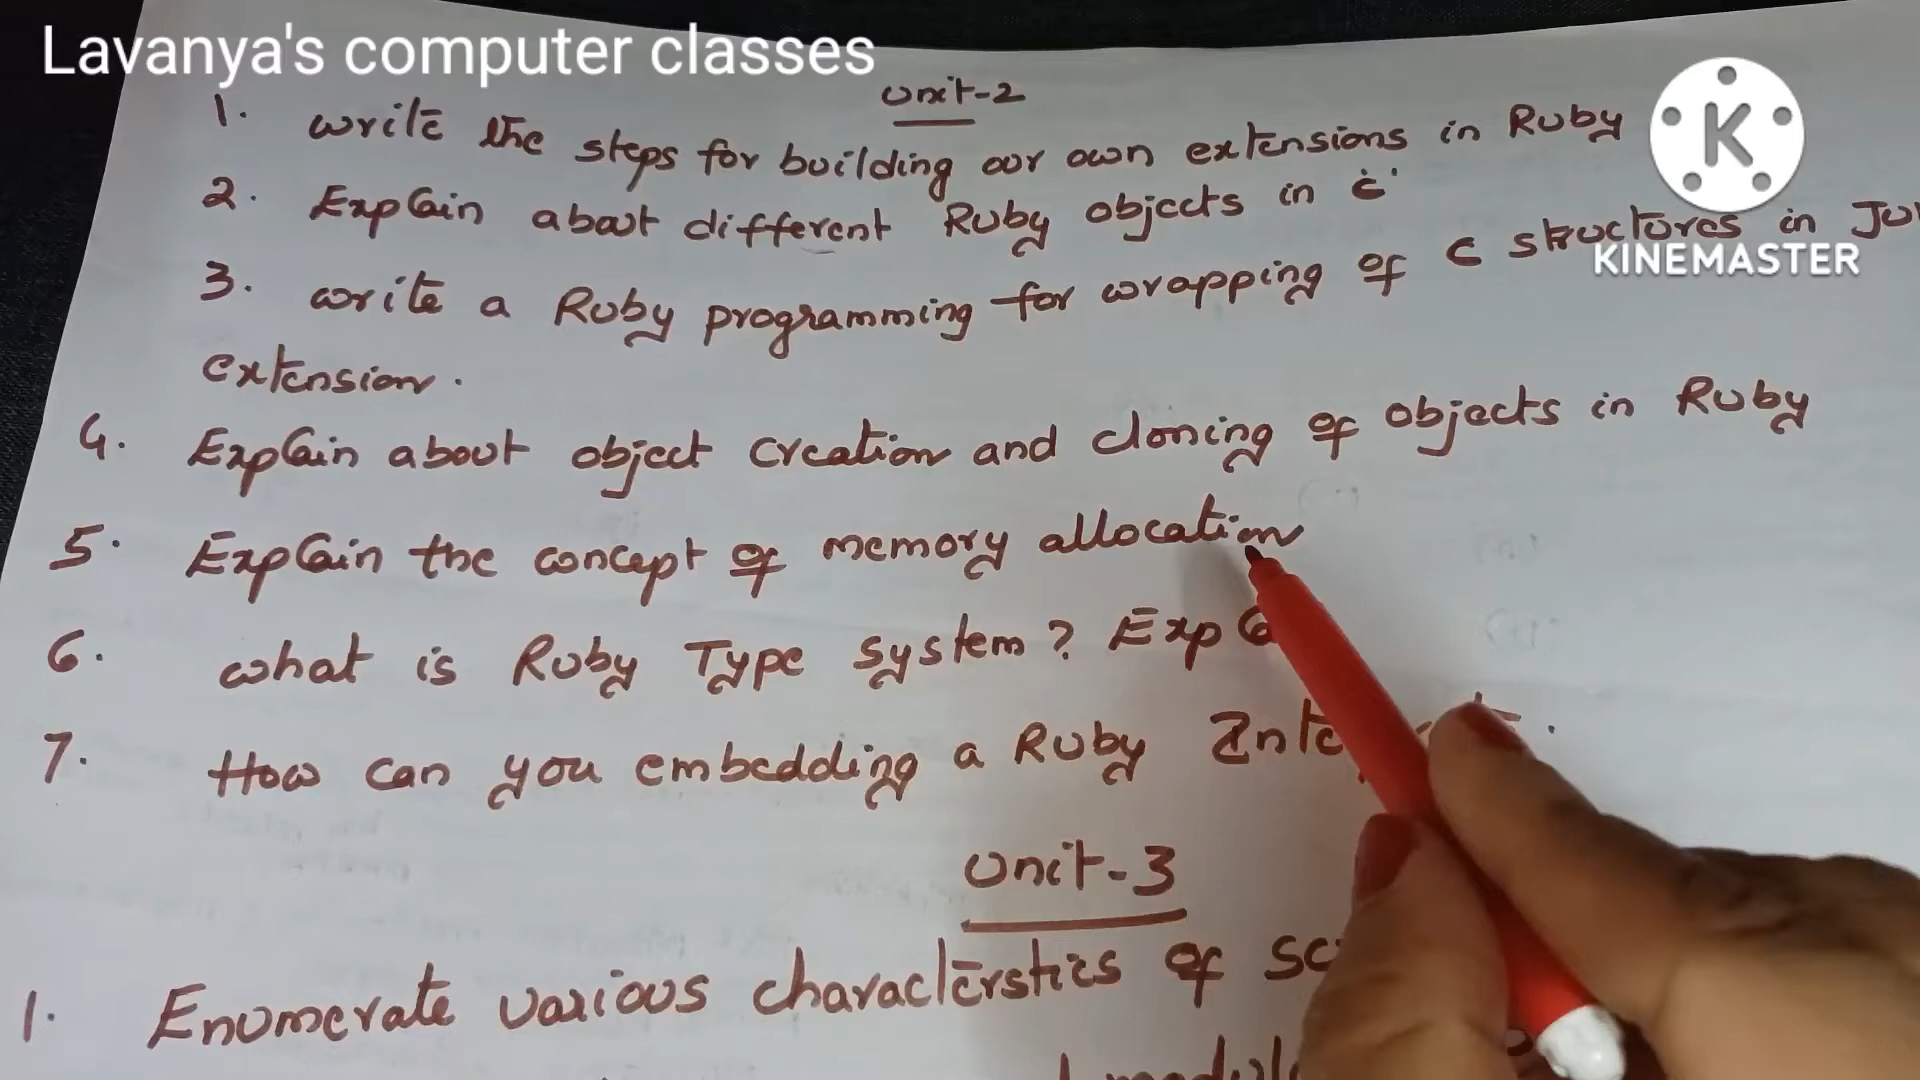 Lavanya's computer classes
Unit-2
1. Write the steps for building our own extensions in Ruby
2. Explain about different Ruby objects in 'c'
3. Write a Ruby programming for wrapping of C structures in
extension.
4. Explain about object creation and cloning of objects in Ruby
5. Explain the concept of memory allocation
6. What is Ruby Type System?
7. How can you embedding a Ruby
Unit-3
1. Enumerate various characterstics of
KINEMASTER